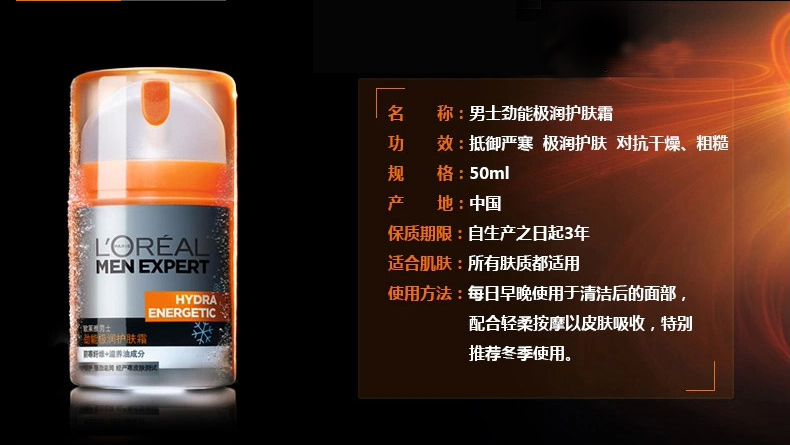 L'ORÉAL
PARIS
MEN EXPERT
HYDRA
ENERGETIC
欧莱雅男士
劲能极润护肤霜
名 称：男士劲能极润护肤霜
功 效：抵御严寒 极润护肤 对抗干燥、粗糙
规 格：50ml
产 地：中国
保质期限：自生产之日起3年
适合肌肤：所有肤质都适用
使用方法：每日早晚使用于清洁后的面部，
配合轻柔按摩以皮肤吸收，特别
推荐冬季使用。